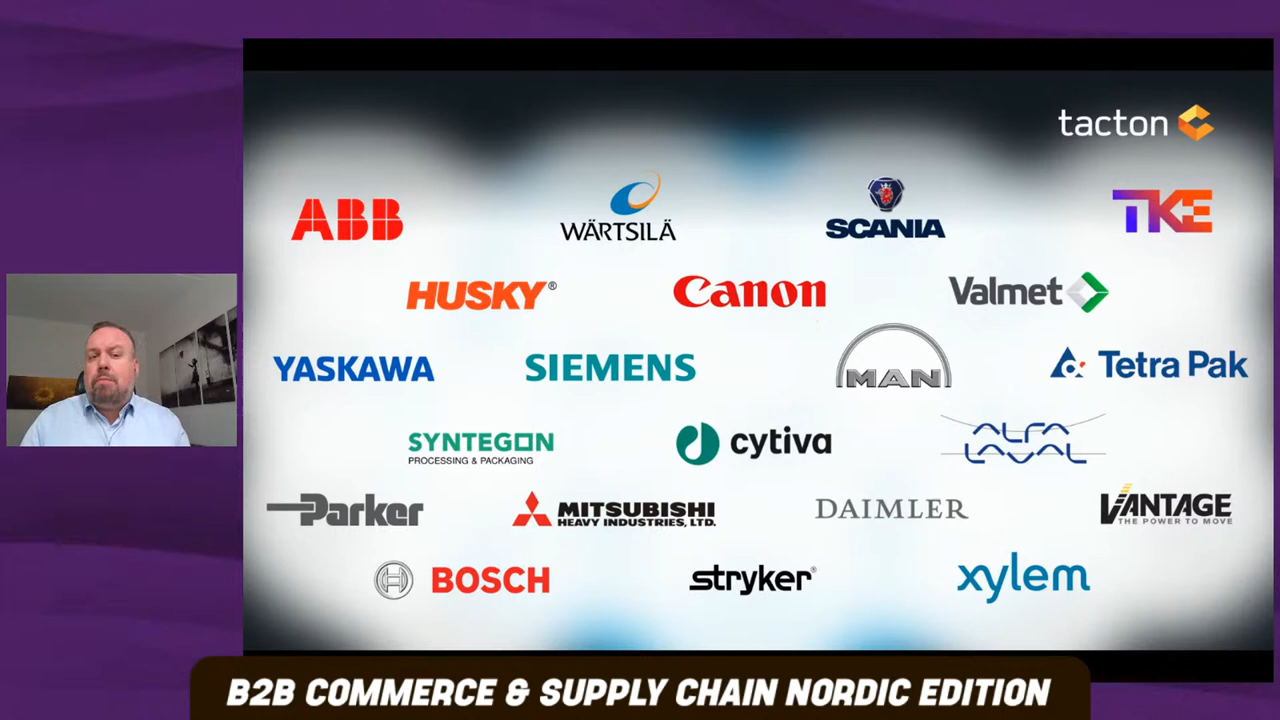 tacton
ABB
WÄRTSILÄ
SCANIA
TKE
HUSKY®
Canon
Valmet
YASKAWA
SIEMENS
MAN
Tetra Pak
SYNTEGON
PROCESSING & PACKAGING
cytiva
ALFA
LAVAL
Parker
MITSUBISHI
HEAVY INDUSTRIES, LTD.
DAIMLER
VANTAGE
THE POWER TO MOVE
BOSCH
stryker®
xylem
B2B COMMERCE & SUPPLY CHAIN NORDIC EDITION